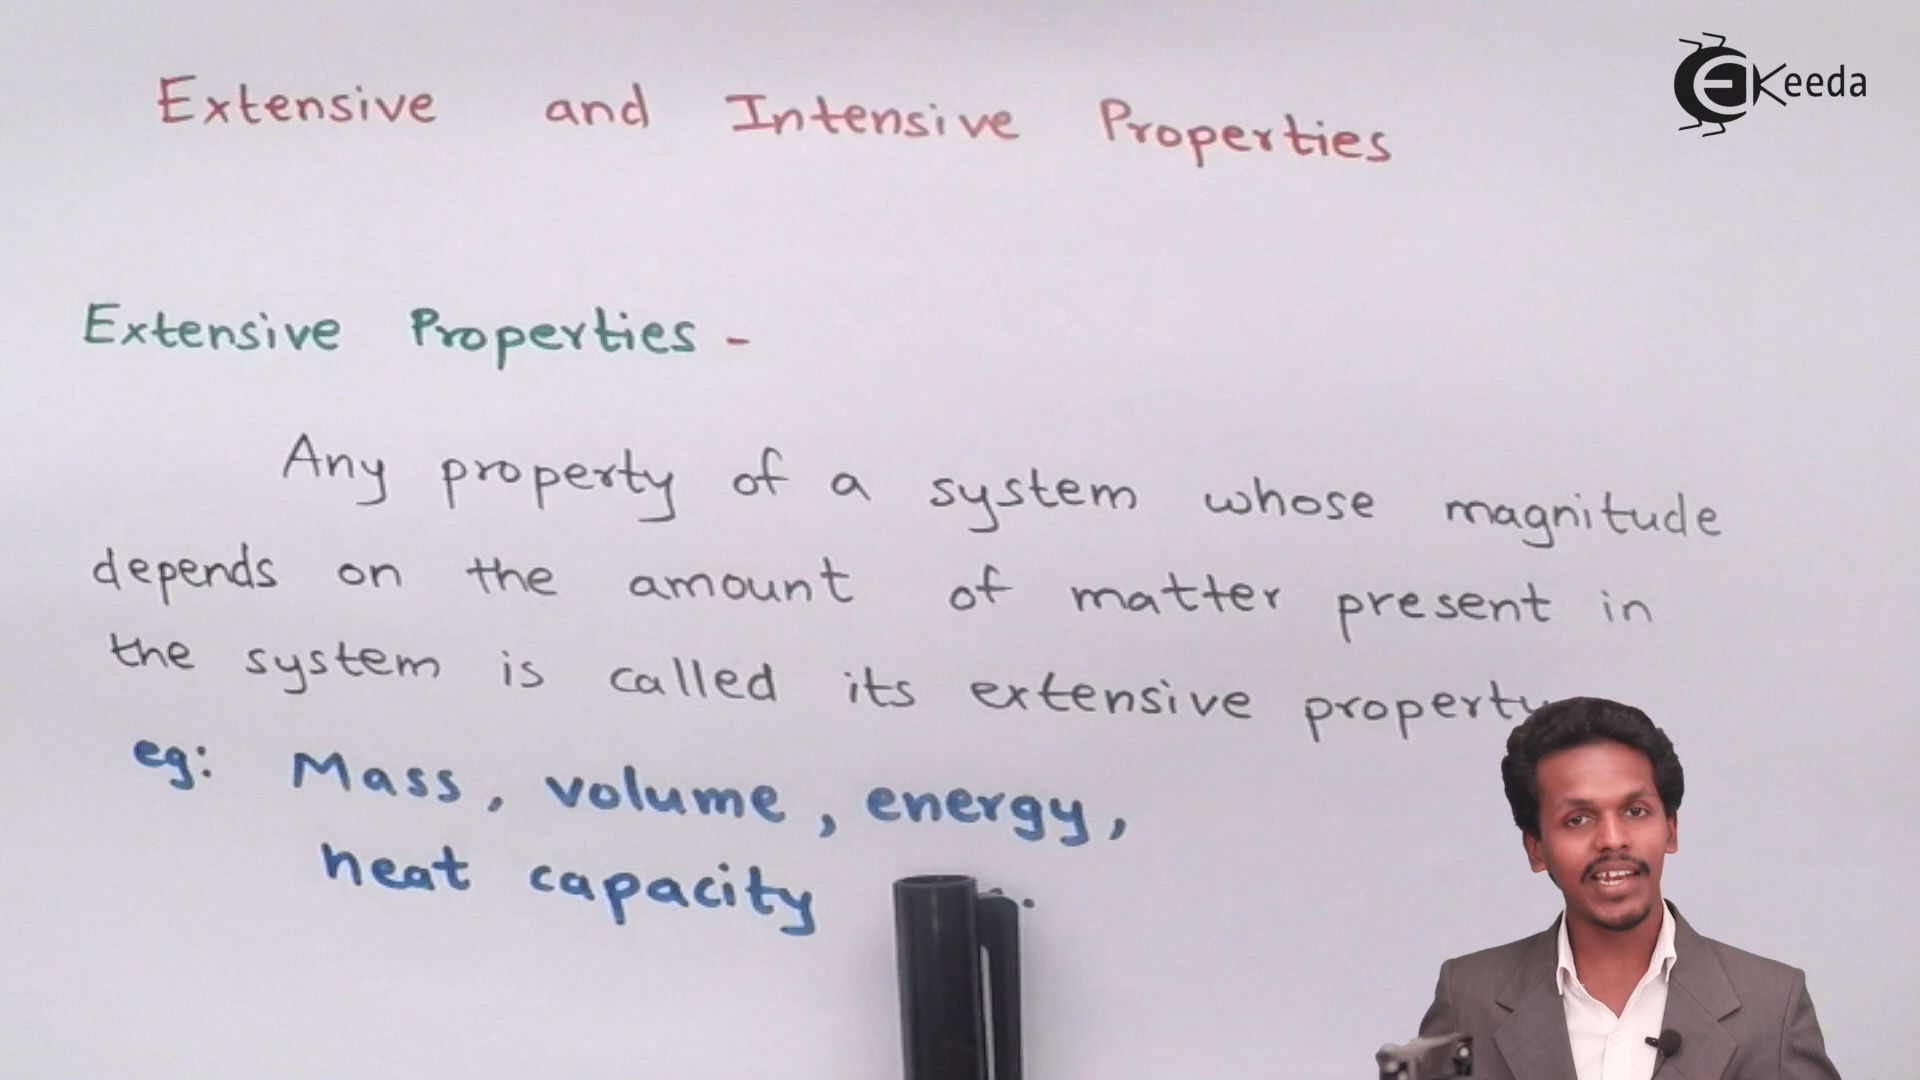 Extensive and Intensive Properties
EKeeda
Extensive Properties -
Any property of a system whose magnitude
depends on the amount of matter present in
the system is called its extensive property
eg: Mass, volume, energy,
heat capacity